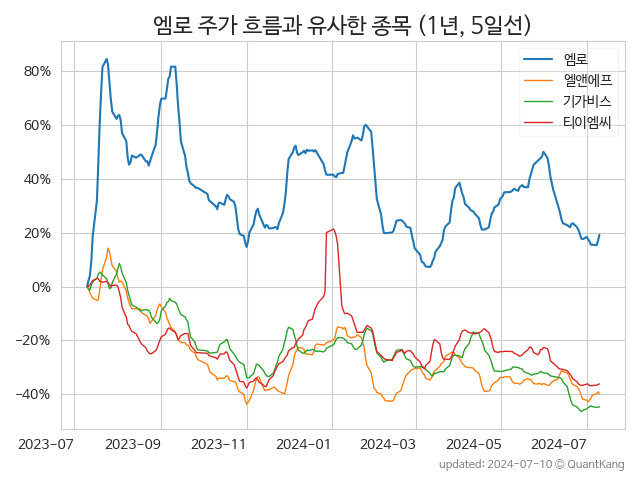 엠로 주가 흐름과 유사한 종목 (1년, 5일선)
엠로
엘앤에프
기가비스
티이엠씨
80%
60%
40%
20%
0%
−20%
−40%
2023-07 2023-09 2023-11 2024-01 2024-03 2024-05 2024-07
updated: 2024-07-10 © QuantKang